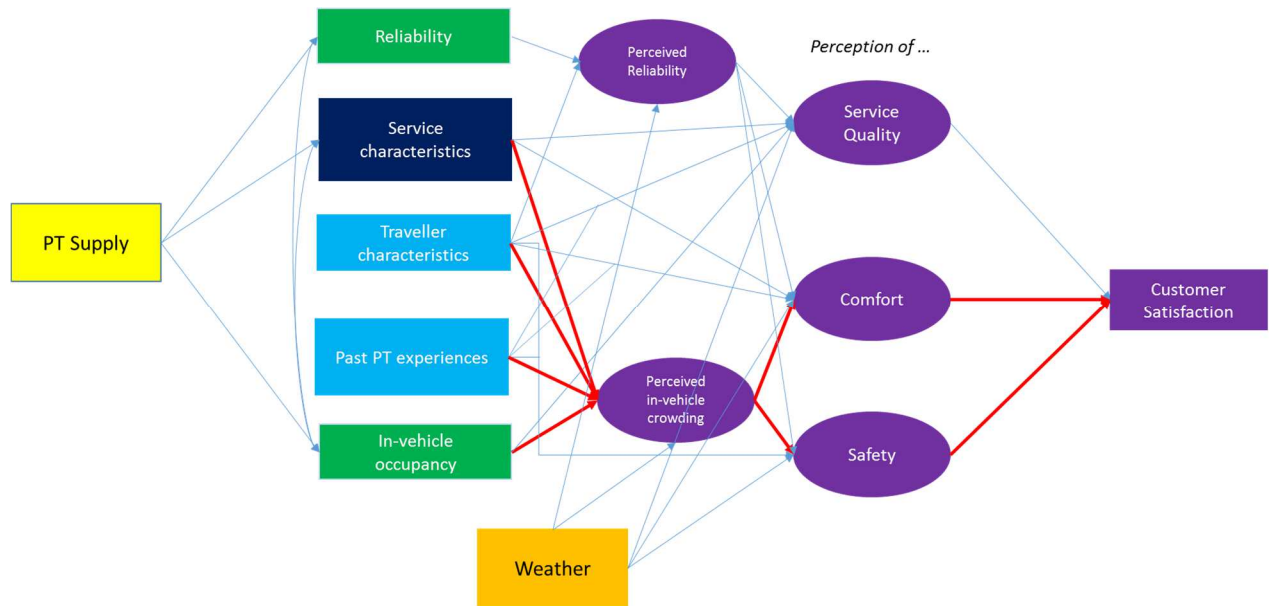 Reliability
Perceived
Reliability
Perception of ...
Service
characteristics
Service
Quality
PT Supply
Traveller
characteristics
Comfort
Customer
Satisfaction
Past PT experiences
Perceived
in-vehicle
crowding
In-vehicle
occupancy
Safety
Weather